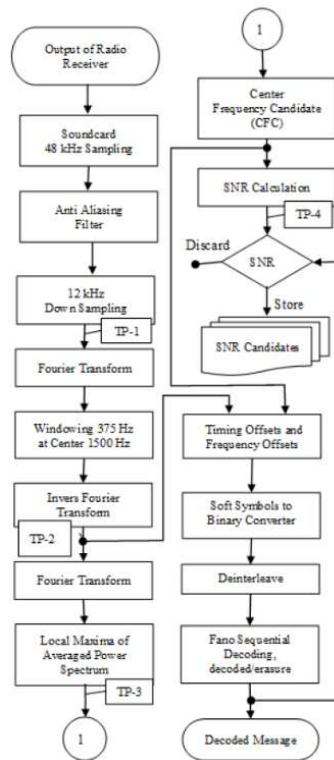 Output of Radio
Receiver
Soundcard
48 kHz Sampling
Anti Aliasing
Filter
12 kHz
Down Sampling
TP-1
Fourier Transform
Windowing 375 Hz
at Center 1500 Hz
Invers Fourier
Transform
TP-2
Fourier Transform
Local Maxima of
Averaged Power
Spectrum
TP-3
1
1
Center
Frequency Candidate
(CFC)
SNR Calculation
TP-4
Discard
SNR
Store
SNR Candidates
Timing Offsets and
Frequency Offsets
Soft Symbols to
Binary Converter
Deinterleave
Fano Sequential
Decoding,
decoded/erasure
Decoded Message